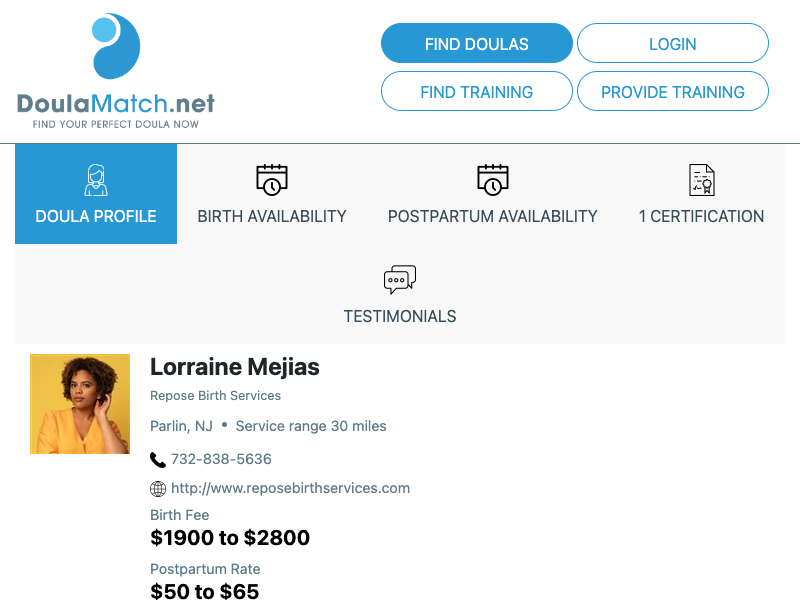 DoulaMatch.net
FIND YOUR PERFECT DOULA NOW
FIND DOULAS
LOGIN
FIND TRAINING
PROVIDE TRAINING
DOULA PROFILE
BIRTH AVAILABILITY
POSTPARTUM AVAILABILITY
1 CERTIFICATION
TESTIMONIALS
Lorraine Mejias
Repose Birth Services
Parlin, NJ • Service range 30 miles
732-838-5636
http://www.reposebirthservices.com
Birth Fee
$1900 to $2800
Postpartum Rate
$50 to $65